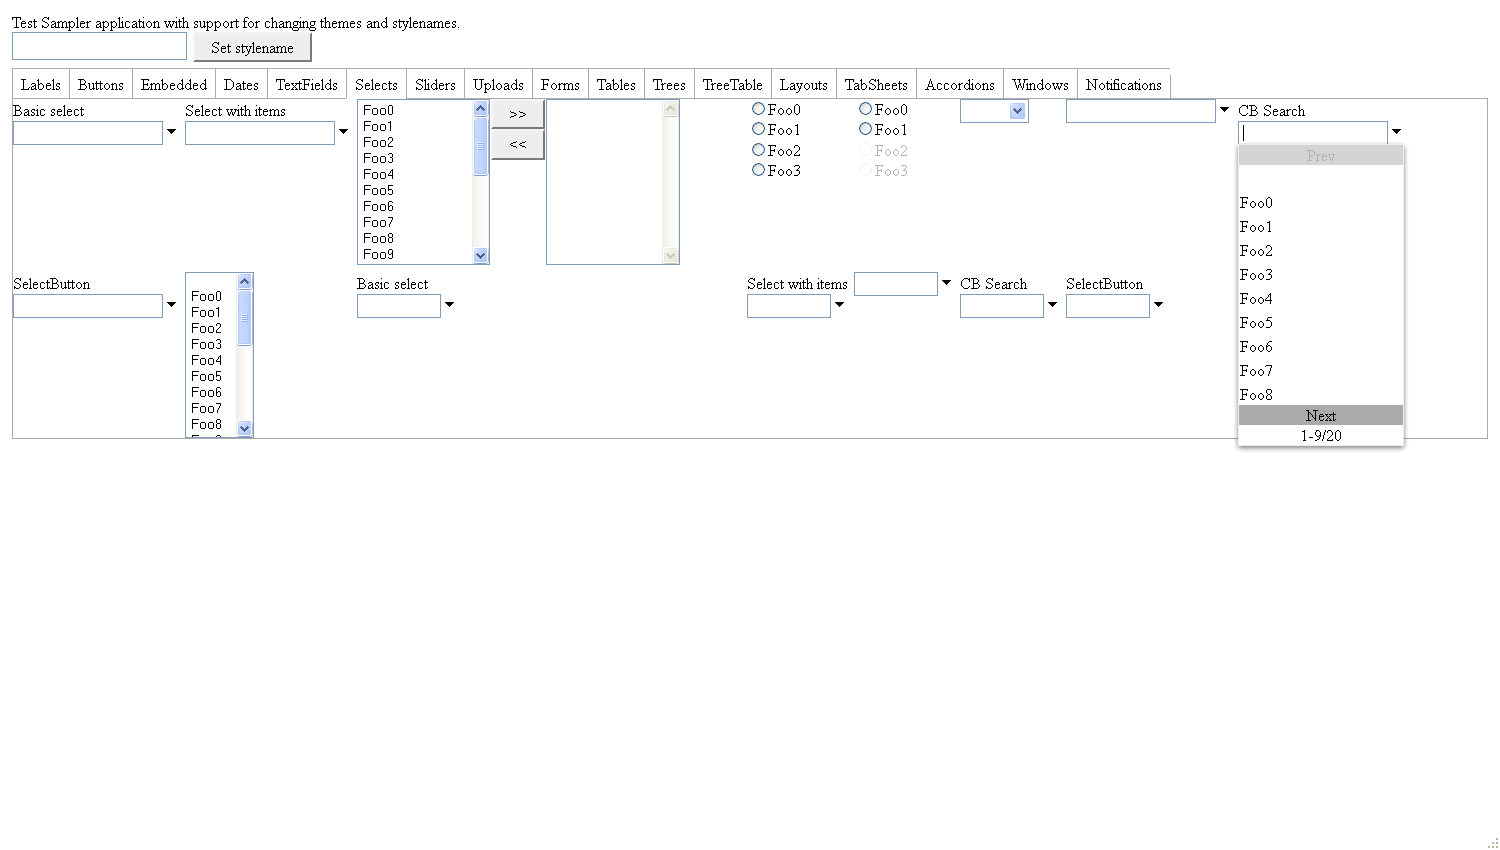 Test Sampler application with support for changing themes and stylenames.
Set stylename
Labels Buttons Embedded Dates TextFields Selects Sliders Uploads Forms Tables Trees TreeTable Layouts TabSheets Accordions Windows Notifications
Basic select
Select with items
Foo0
Foo1
Foo2
Foo3
Foo4
Foo5
Foo6
Foo7
Foo8
Foo9
>>
<<
Foo0
Foo1
Foo2
Foo3
Foo0
Foo1
Foo2
Foo3
CB Search
Prev
Foo0
Foo1
Foo2
Foo3
Foo4
Foo5
Foo6
Foo7
Foo8
Next
1-9/20
SelectButton
Foo0
Foo1
Foo2
Foo3
Foo4
Foo5
Foo6
Foo7
Foo8
Basic select
Select with items
CB Search
SelectButton